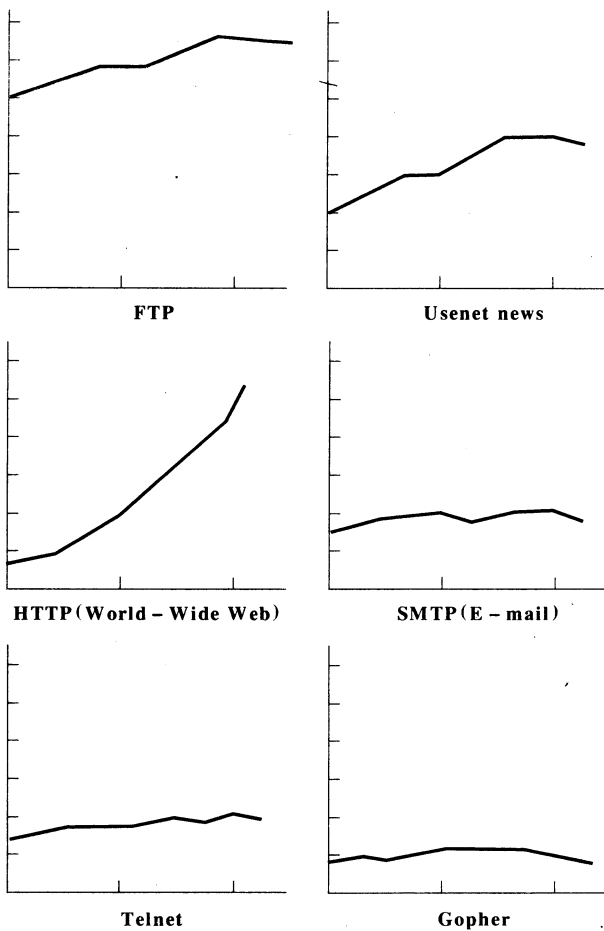 FTP
Usenet news
HTTP(World – Wide Web)
SMTP(E – mail)
Telnet
Gopher